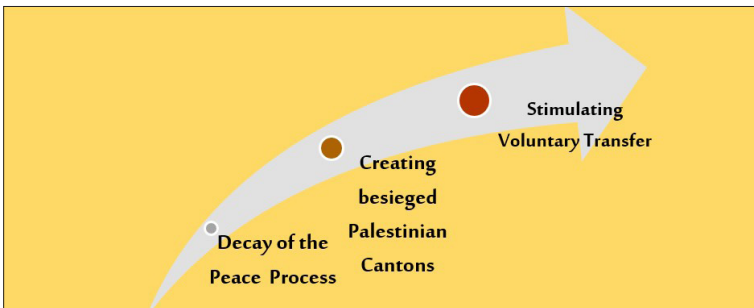 Decay of the
Peace Process
Creating
besieged
Palestinian
Cantons
Stimulating
Voluntary Transfer